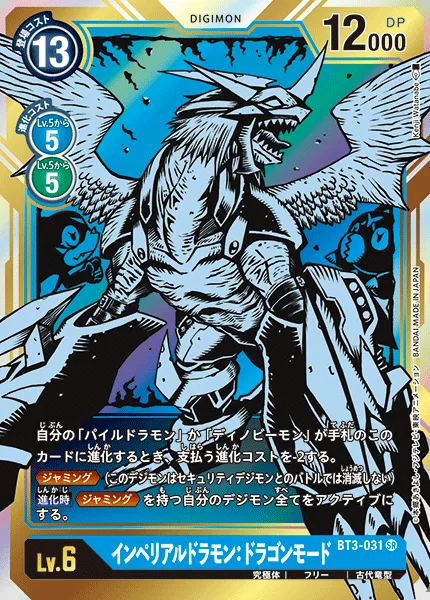 登場コスト
13
DIGIMON
DP
12000
進化コスト
Lv.5から
5
Lv.5から
5
Kenji Watanabe
BANDAI, MADE IN JAPAN
自分の「パイルドラモン」か「ディノビーモン」が手札のこの
カードに進化するとき、支払う進化コストを-2する。
ジャミング (このデジモンはセキュリティデジモンとのバトルでは消滅しない)
進化時 ジャミング を持つ自分のデジモン全てをアクティブに
する。
Lv.6
インペリアルドラモン：ドラゴンモード
BT3-031 SR
究極体 | フリー | 古代竜型